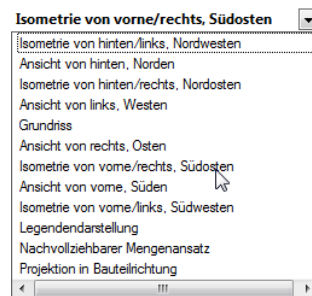 Isometrie von vorne/rechts, Südosten
Isometrie von hinten/links, Nordwesten
Ansicht von hinten, Norden
Isometrie von hinten/rechts, Nordosten
Ansicht von links, Westen
Grundriss
Ansicht von rechts, Osten
Isometrie von vorne/rechts, Südosten
Ansicht von vorne, Süden
Isometrie von vorne/links, Südwesten
Legendendarstellung
Nachvollziehbarer Mengenansatz
Projektion in Bauteilrichtung